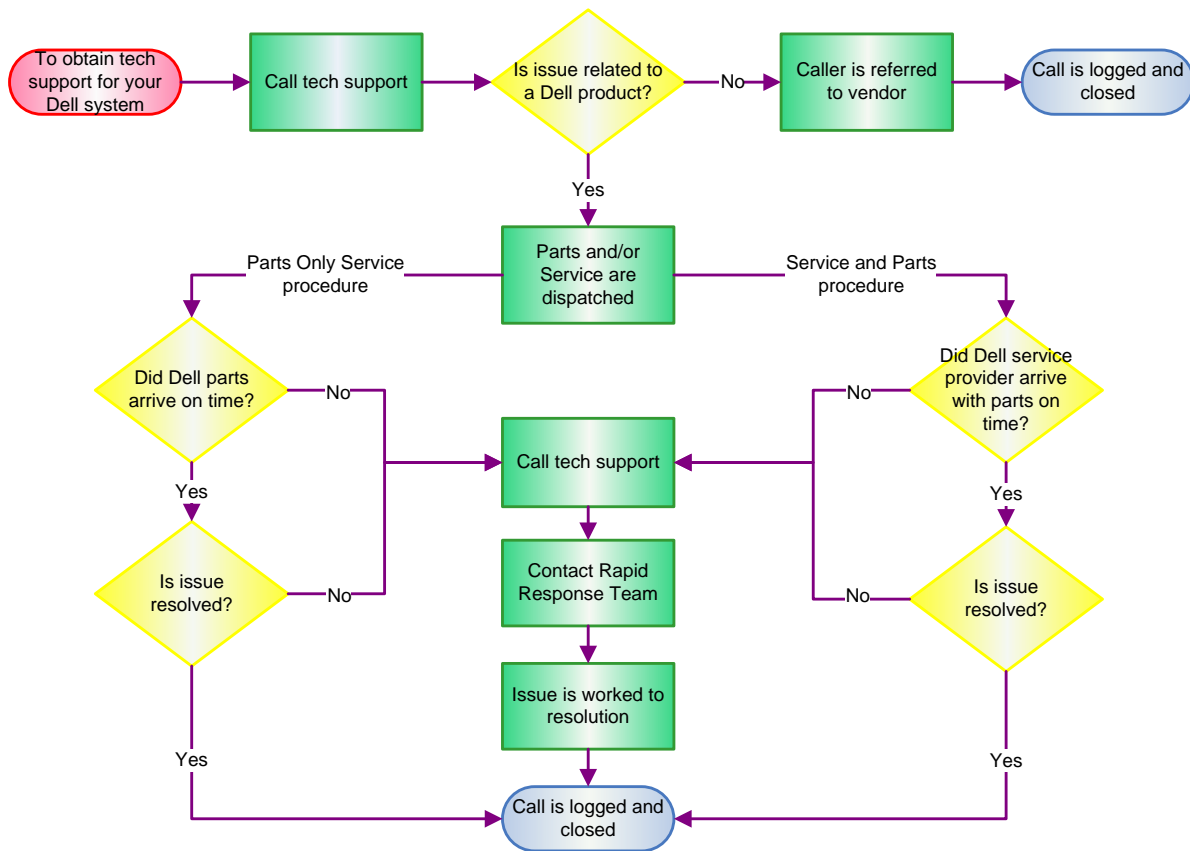 To obtain tech
support for your
Dell system
Call tech support
Is issue related to
a Dell product?
No
Caller is referred
to vendor
Call is logged and
closed
Yes
Parts and/or
Service are
dispatched
Parts Only Service
procedure
Service and Parts
procedure
Did Dell parts
arrive on time?
No
Did Dell service
provider arrive
with parts on
time?
No
Call tech support
Yes
Yes
Is issue
resolved?
No
Contact Rapid
Response Team
No
Is issue
resolved?
Issue is worked to
resolution
Yes
Yes
Call is logged and
closed